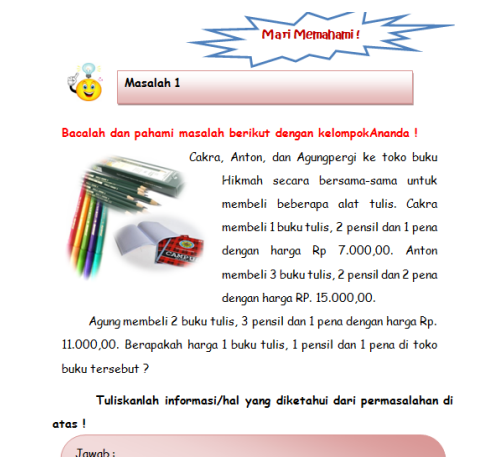 Mari Memahami !
Masalah 1
Bacalah dan pahami masalah berikut dengan kelompokAnanda !
Cakra, Anton, dan Agungpergi ke toko buku
Hikmah secara bersama-sama untuk
membeli beberapa alat tulis. Cakra
membeli 1 buku tulis, 2 pensil dan 1 pena
dengan harga Rp 7.000,00. Anton
membeli 3 buku tulis, 2 pensil dan 2 pena
dengan harga RP. 15.000,00.
CAMPU
Agung membeli 2 buku tulis, 3 pensil dan 1 pena dengan harga Rp.
11.000,00. Berapakah harga 1 buku tulis, 1 pensil dan 1 pena di toko
buku tersebut ?
Tuliskanlah informasi/hal yang diketahui dari permasalahan di
atas !
Jawab :